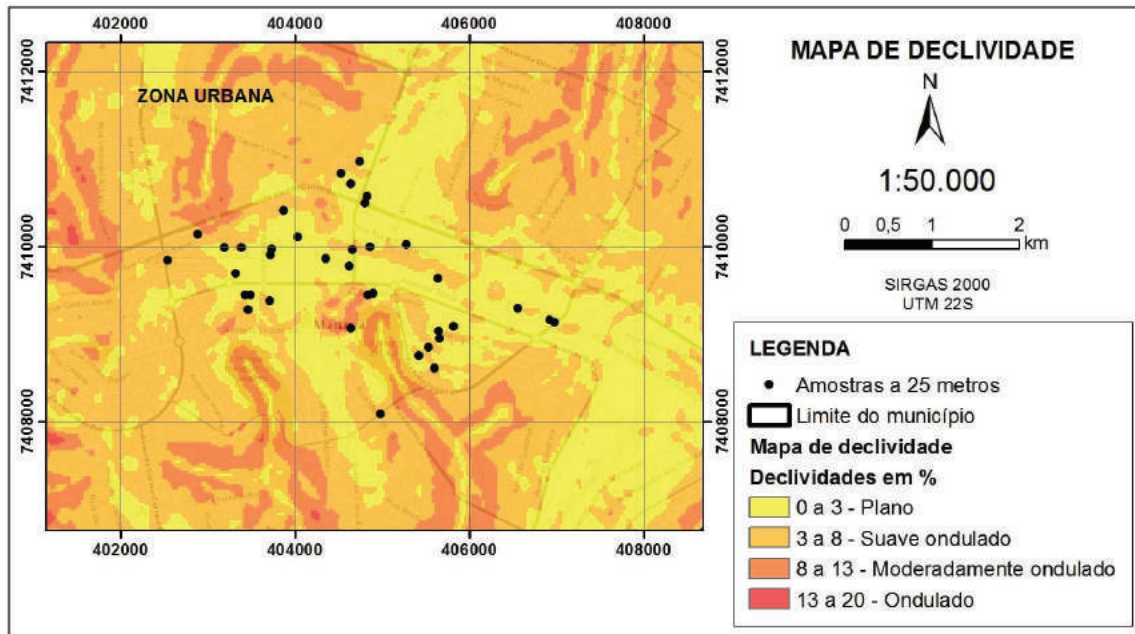 402000 404000 406000 408000
7412000 7412000
ZONA URBANA
7410000 7410000
7408000 7408000
402000 404000 406000 408000
MAPA DE DECLIVIDADE
N
1:50.000
0 0,5 1 2
km
SIRGAS 2000
UTM 22S
LEGENDA
Amostras a 25 metros
Limite do município
Mapa de declividade
Declividades em %
0 a 3 - Plano
3 a 8 - Suave ondulado
8 a 13 - Moderadamente ondulado
13 a 20 - Ondulado